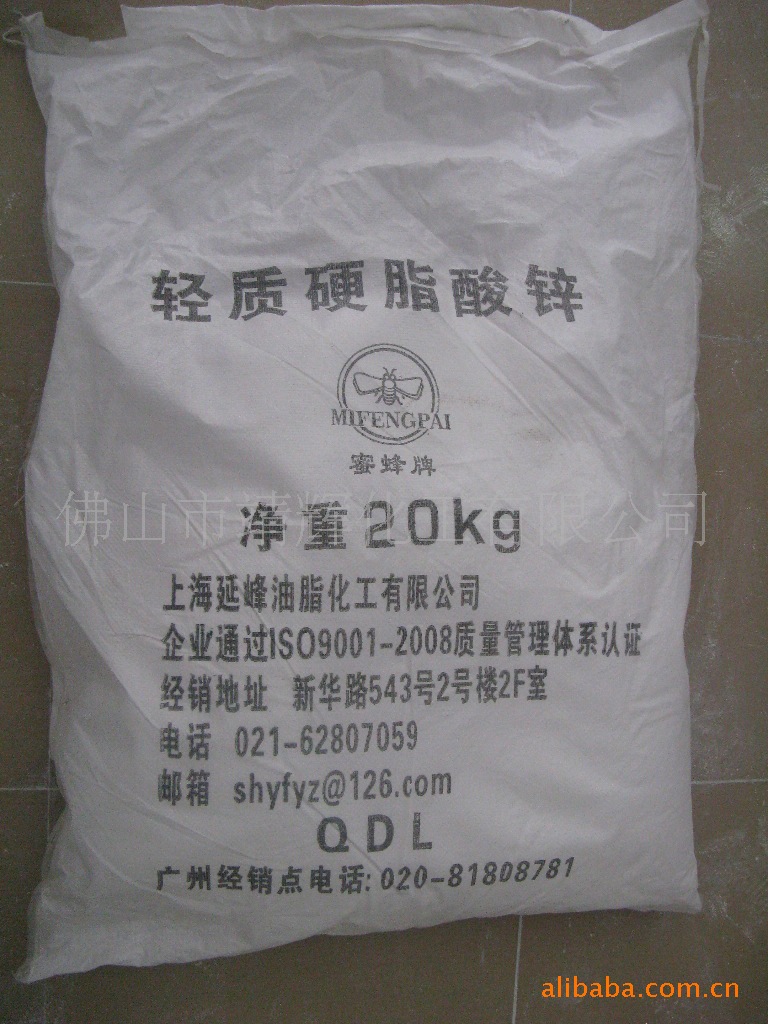 轻质硬脂酸锌
MIFENGPAI
蜜蜂牌
净重20kg
上海延峰油脂化工有限公司
企业通过ISO9001-2008质量管理体系认证
经销地址 新华路543号2号楼2F室
电话 021-62807059
邮箱 shyfyz@126.com
QDL
广州经销点电话:020-81808781
佛山市 化工有限公司
alibaba.com.cn